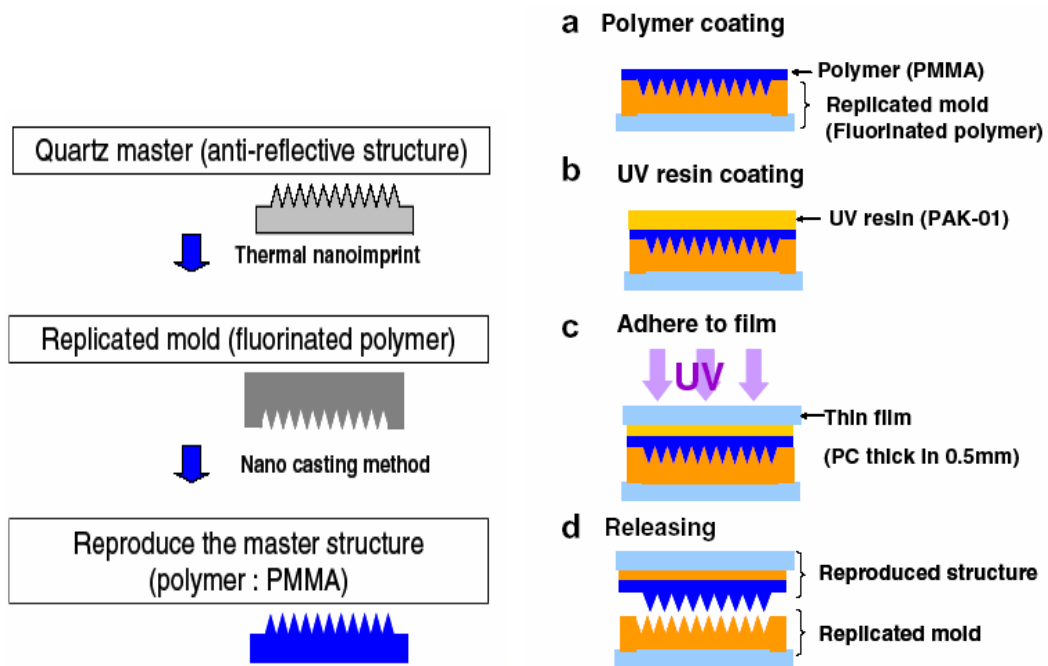 Quartz master (anti-reflective structure)
Thermal nanoimprint
Replicated mold (fluorinated polymer)
Nano casting method
Reproduce the master structure
(polymer : PMMA)
a Polymer coating
Polymer (PMMA)
Replicated mold
(Fluorinated polymer)
b UV resin coating
UV resin (PAK-01)
c Adhere to film
UV
Thin film
(PC thick in 0.5mm)
d Releasing
Reproduced structure
Replicated mold